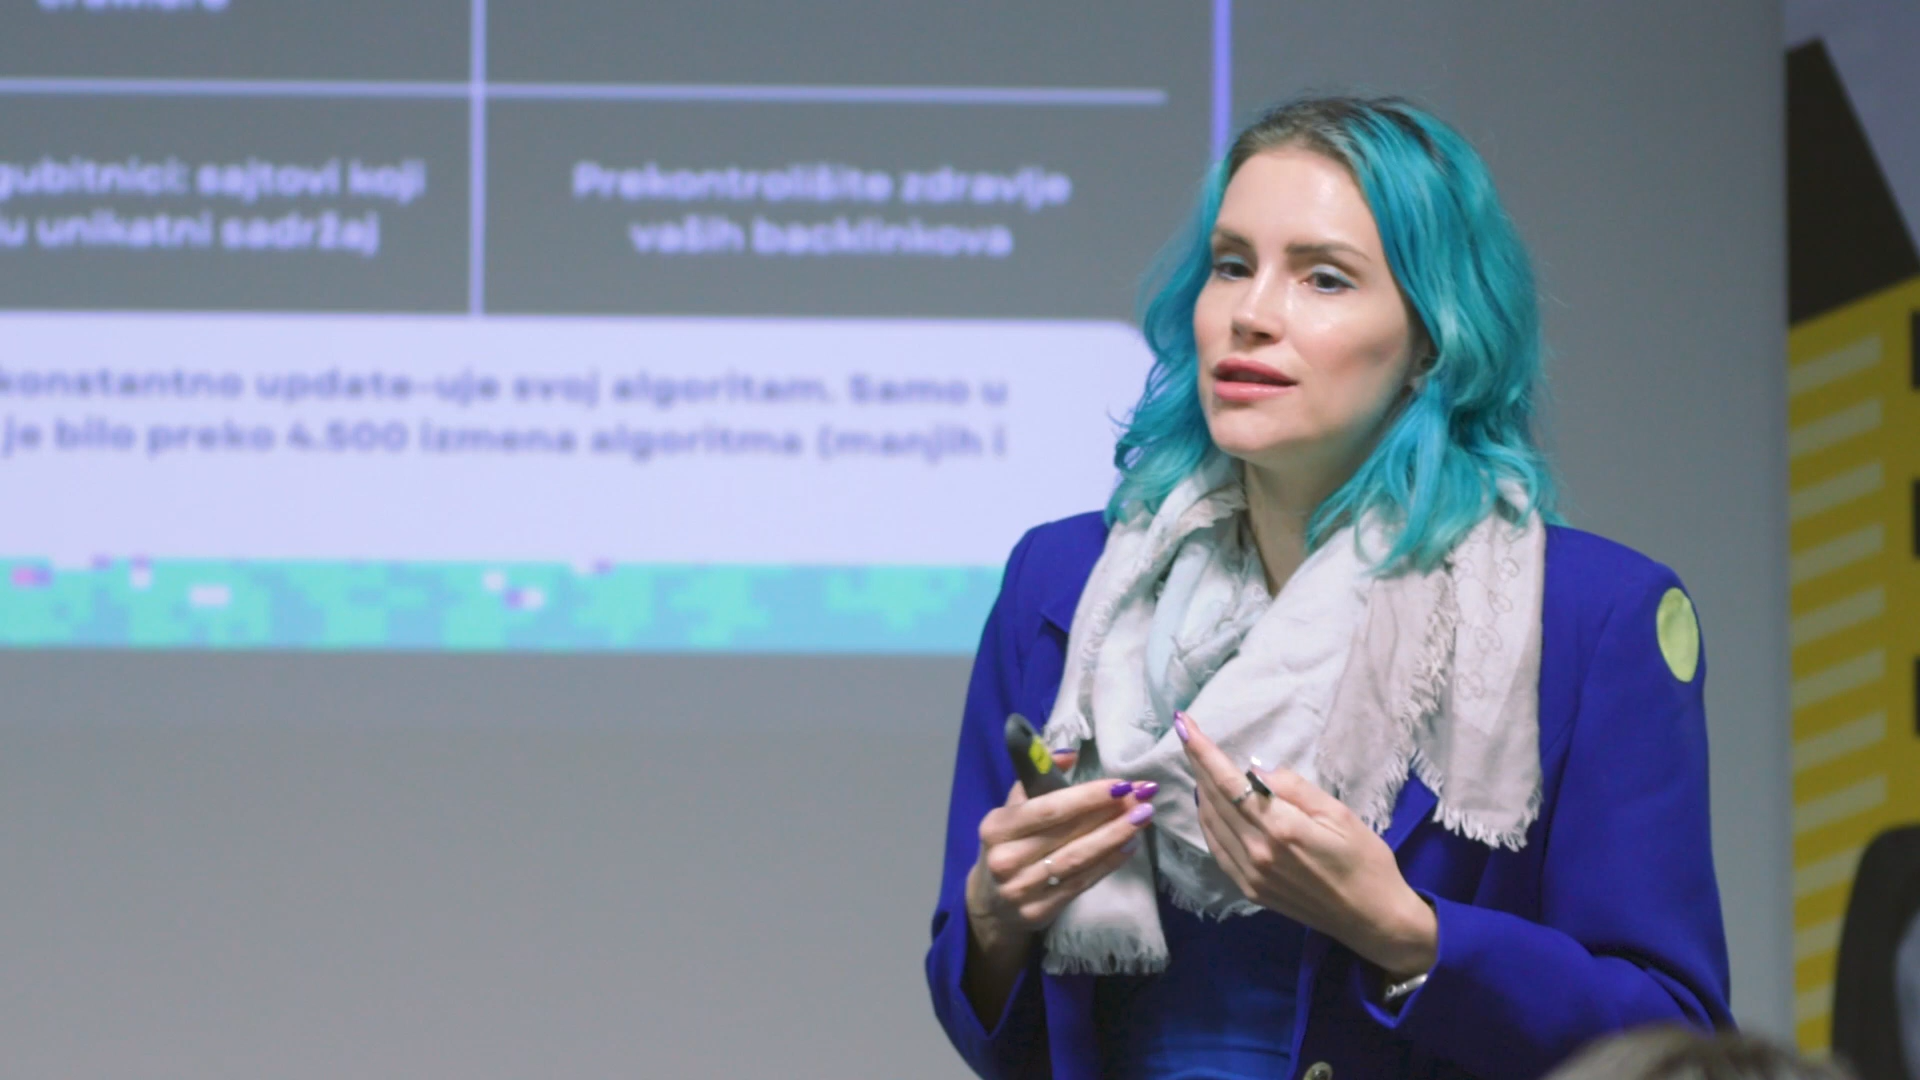 gubitnici: sajtovi koji
u unikatni sadržaj
Prekontrolišite zdravlje
vaših backlinkova
konstantno update-uje svoj algoritam. Samo u
je bilo preko 4.500 izmena algoritma (manjih i